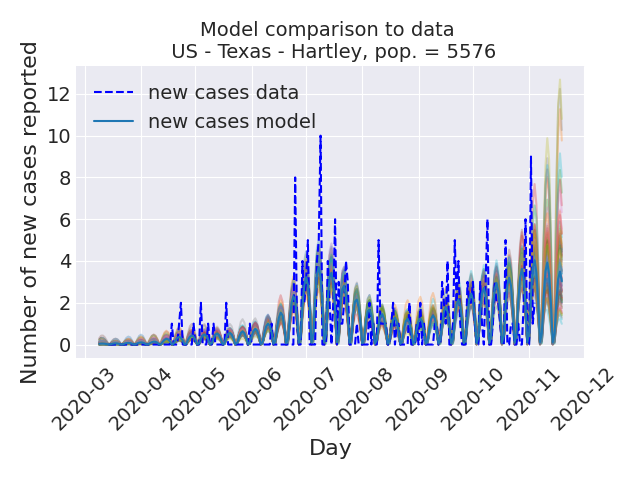 Model comparison to data
US - Texas - Hartley, pop. = 5576
Number of new cases reported
12
10
8
6
4
2
0
new cases data
new cases model
2020-03
2020-04
2020-05
2020-06
2020-07
2020-08
2020-09
2020-10
2020-11
2020-12
Day